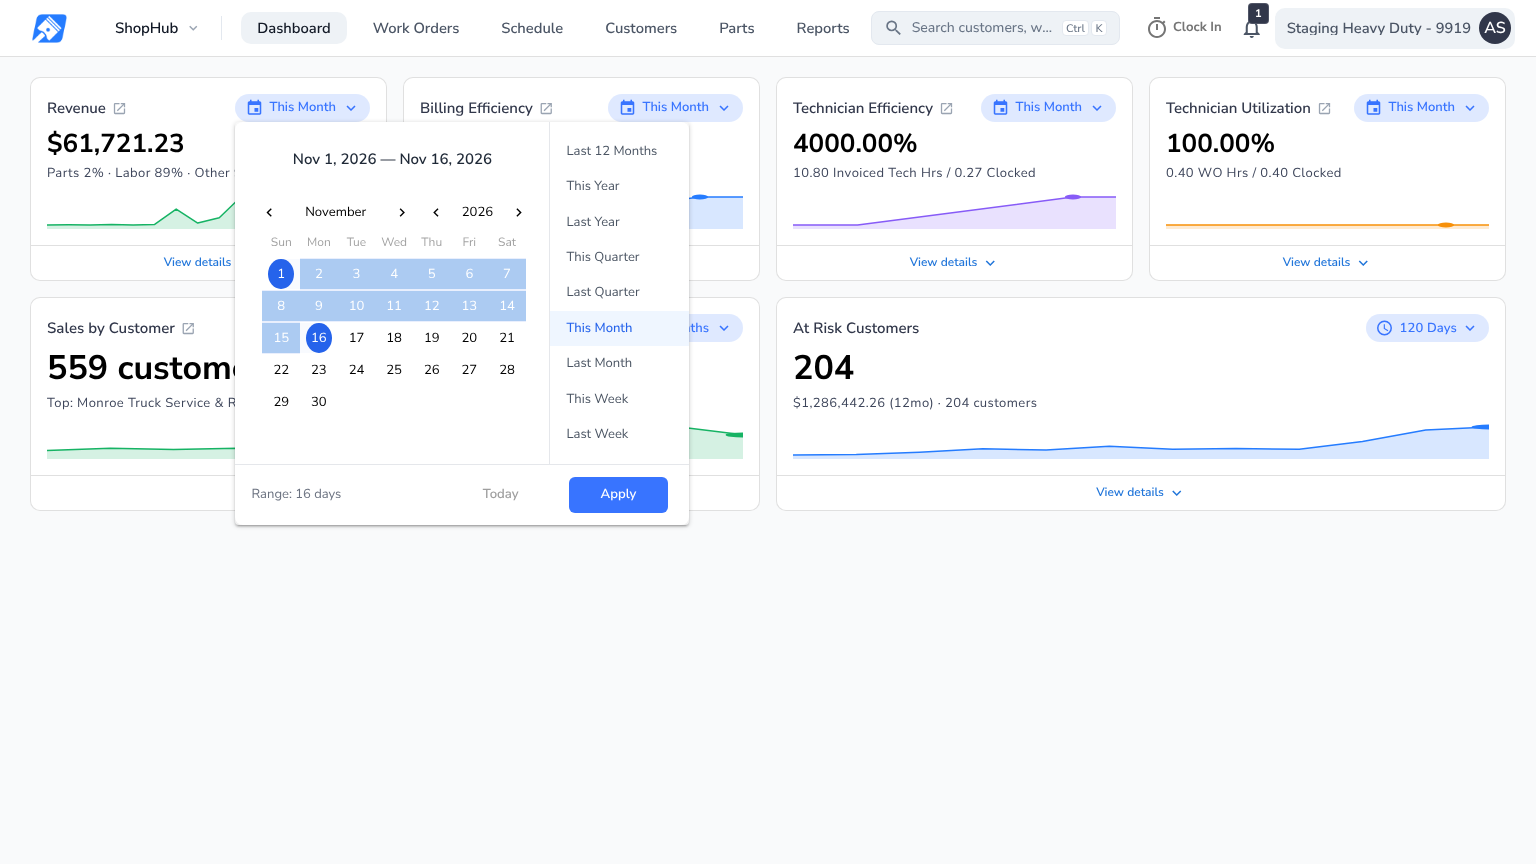 ShopHub
Dashboard
Work Orders
Schedule
Customers
Parts
Reports
Search customers, w...
Ctrl K
Clock In
1
Staging Heavy Duty - 9919
AS
Revenue
This Month
$61,721.23
Parts 2% · Labor 89% · Other
View details
Billing Efficiency
This Month
Technician Efficiency
This Month
4000.00%
10.80 Invoiced Tech Hrs / 0.27 Clocked
View details
Technician Utilization
This Month
100.00%
0.40 WO Hrs / 0.40 Clocked
View details
Nov 1, 2026 — Nov 16, 2026
November 2026
Sun Mon Tue Wed Thu Fri Sat
1 2 3 4 5 6 7
8 9 10 11 12 13 14
15 16 17 18 19 20 21
22 23 24 25 26 27 28
29 30
Last 12 Months
This Year
Last Year
This Quarter
Last Quarter
This Month
Last Month
This Week
Last Week
Range: 16 days
Today
Apply
Sales by Customer
559
Top: Monroe Truck Service &
At Risk Customers
120 Days
204
$1,286,442.26 (12mo) · 204 customers
View details